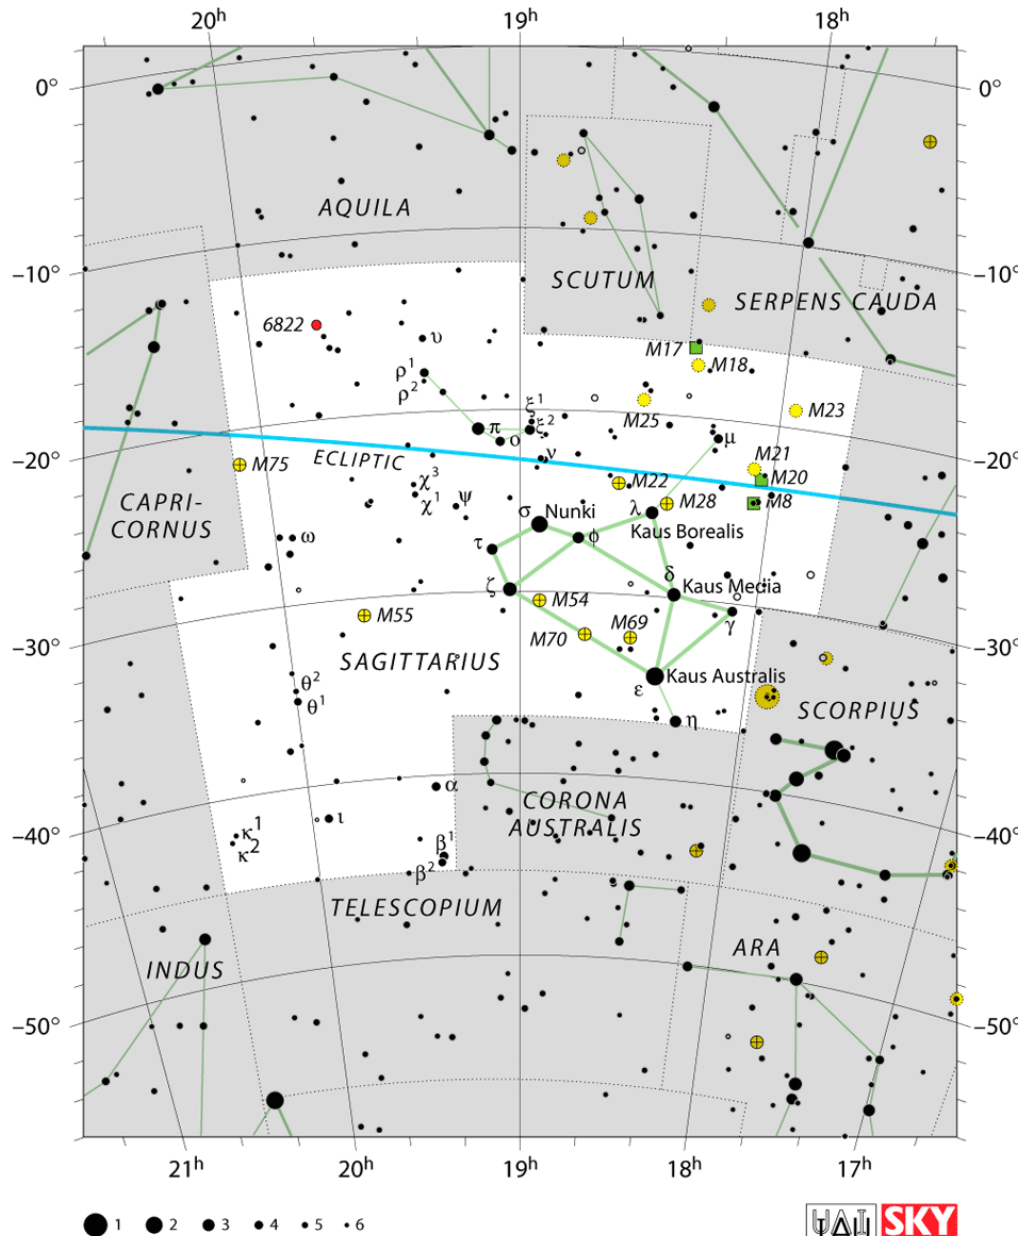 20h 19h 18h
0° 0°
AQUILA
–10° –10°
SCUTUM
SERPENS CAUDA
6822
υ
M17
M18
ρ1
ρ2
M25
M23
ξ1
π
ξ2
ο
μ
ECLIPTIC
ν
M21
–20° –20°
M75
M22
M20
CAPRI-
CORNUS
χ3
χ1
ψ
M28
M8
σ Nunki
λ
Kaus Borealis
ω
τ
φ
ζ
δ
Kaus Media
M54
γ
M55
M70
M69
–30° –30°
SAGITTARIUS
Kaus Australis
ε
θ2
θ1
η
SCORPIUS
α
CORONA
AUSTRALIS
ι
κ1
κ2
β1
β2
–40° –40°
TELESCOPIUM
ARA
INDUS
–50° –50°
21h 20h 19h 18h 17h
1 2 3 4 5 6
IAU SKY